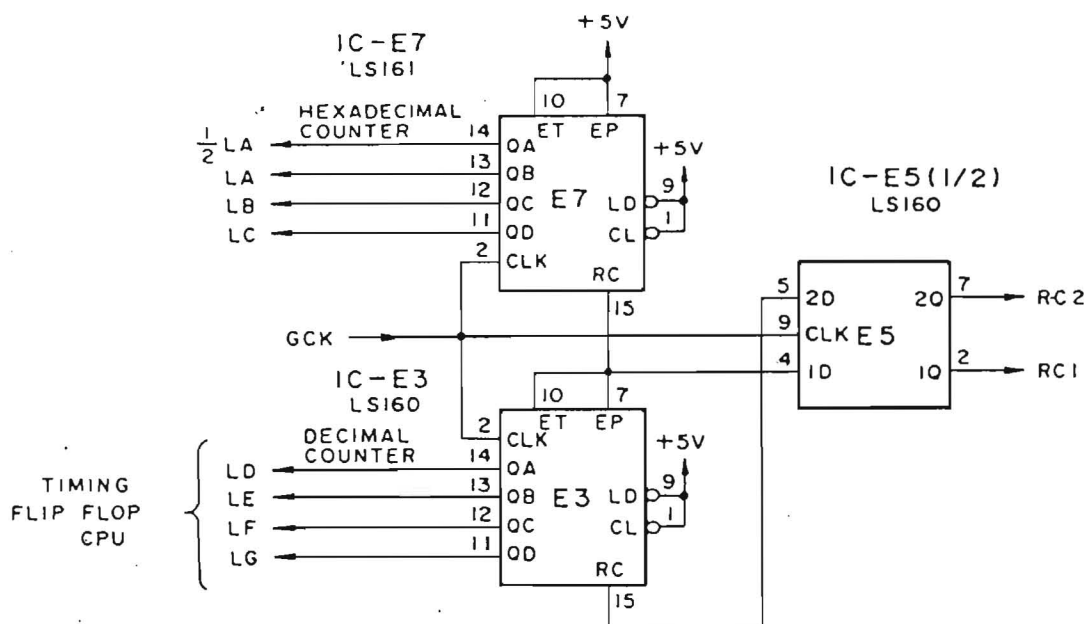 +5V
IC-E7
LS161
10 7
ET EP
HEXADECIMAL
COUNTER
1/2 LA
14
QA
LA
13
QB
LB
12
QC
LC
11
QD
2
CLK
E7
+5V
9
LD
1
CL
RC
15
IC-E5(1/2)
LS160
5
2D
2Q
7
RC2
9
CLK
E5
4
1D
1Q
2
RC1
GCK
IC-E3
LS160
10 7
ET EP
2
CLK
DECIMAL
COUNTER
TIMING
FLIP FLOP
CPU
LD
14
QA
LE
13
QB
LF
12
QC
LG
11
QD
E3
+5V
9
LD
1
CL
RC
15